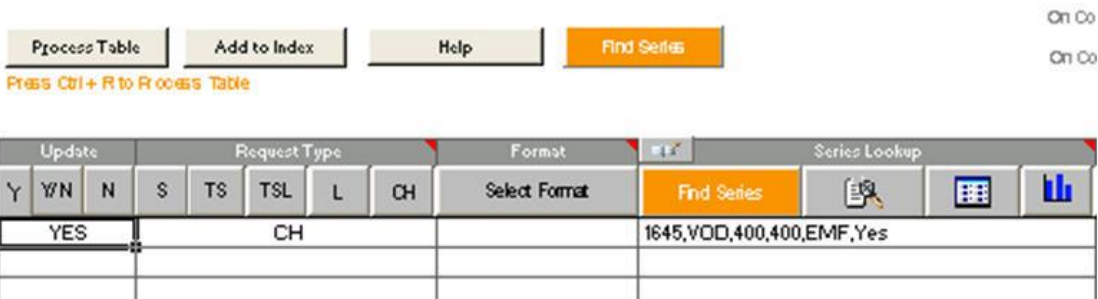 On Co
Process Table Add to Index Help Find Series
On Co
Press Ctrl + R to Process Table
Update Request Type Format Series Lookup
Y Y/N N S TS TSL L CH Select Format Find Series
YES CH 1645,VOD,400,400,EMF,Yes